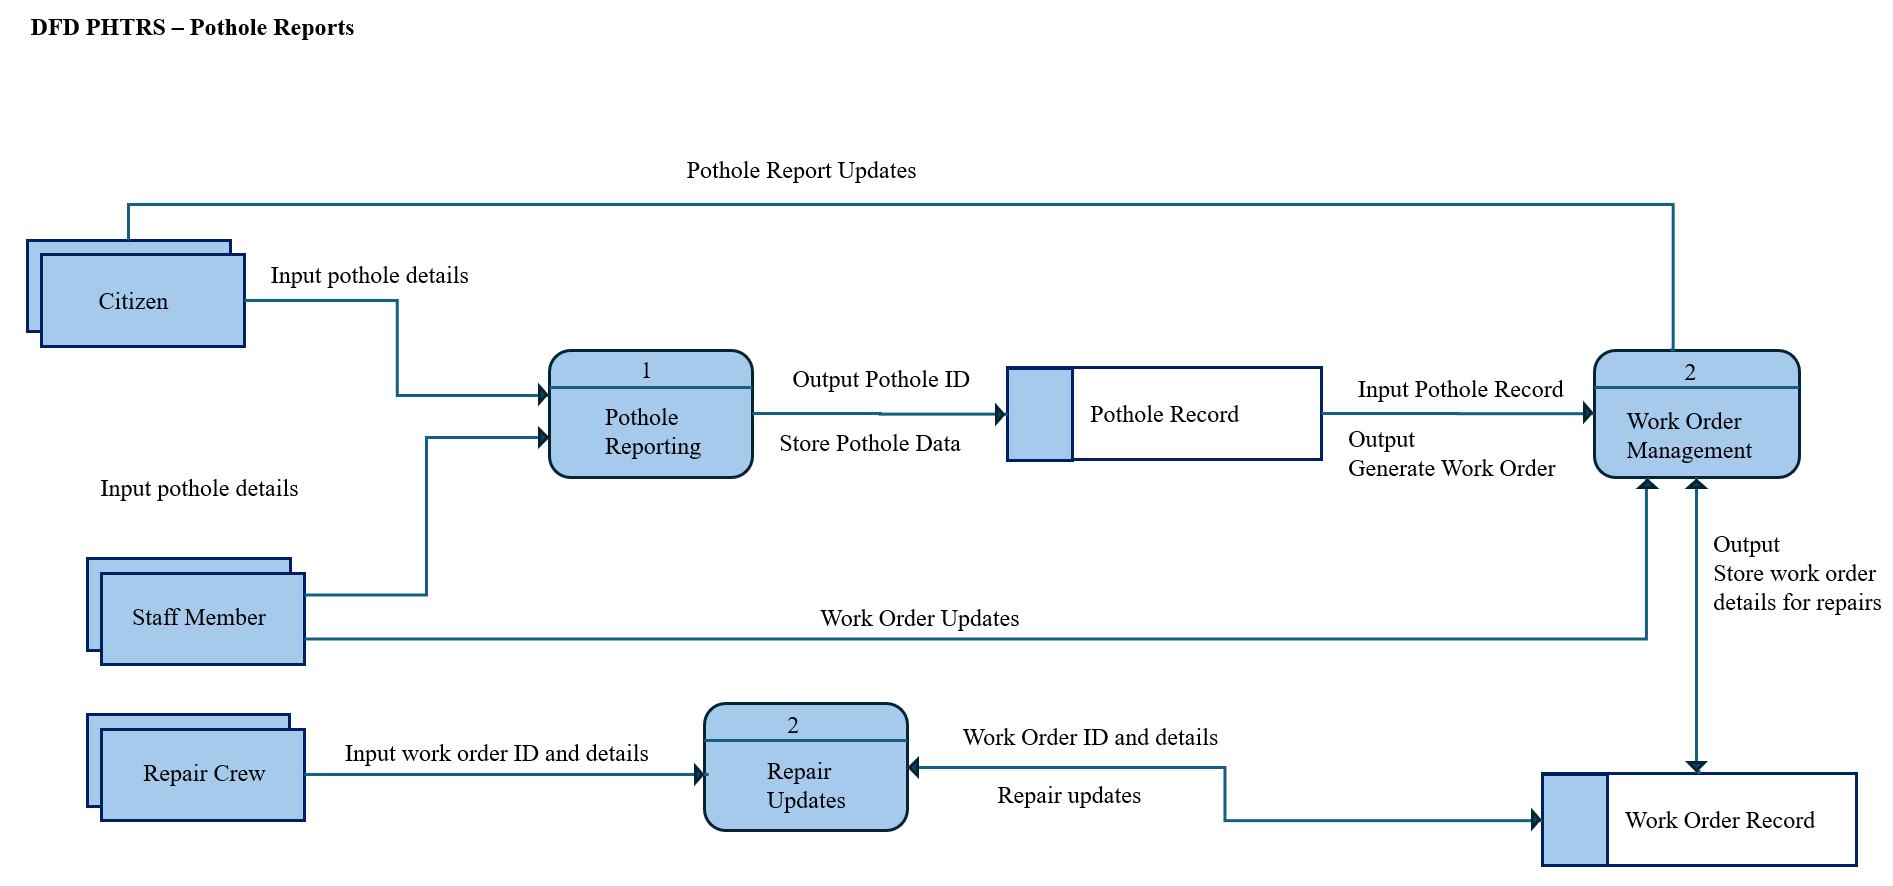 DFD PHTRS – Pothole Reports
Pothole Report Updates
Citizen
Input pothole details
1
Pothole
Reporting
Output Pothole ID
Store Pothole Data
Pothole Record
Input Pothole Record
Output
Generate Work Order
2
Work Order
Management
Input pothole details
Staff Member
Work Order Updates
Output
Store work order
details for repairs
Repair Crew
Input work order ID and details
2
Repair
Updates
Work Order ID and details
Repair updates
Work Order Record